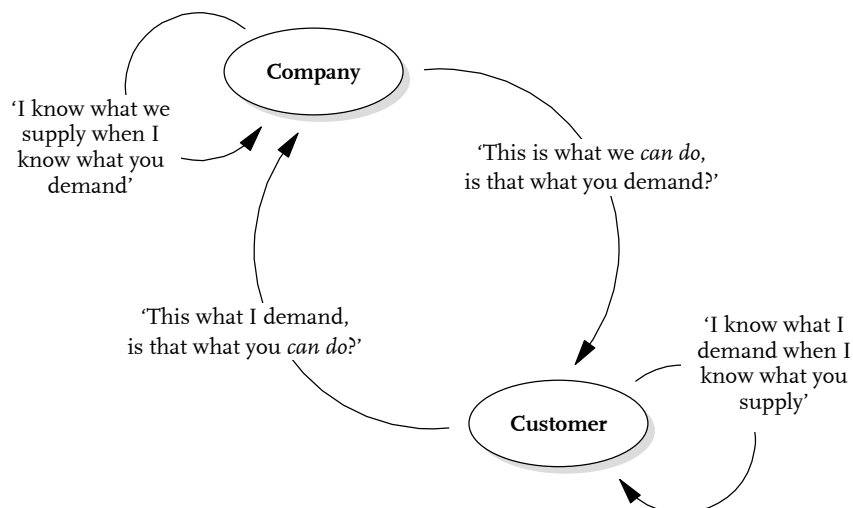 Company
‘I know what we
supply when I
know what you
demand’
‘This is what we can do,
is that what you demand?’
‘This what I demand,
is that what you can do?’
‘I know what I
demand when I
know what you
supply’
Customer